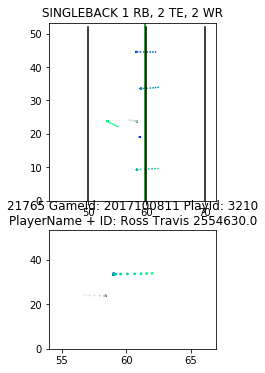 SINGLEBACK 1 RB, 2 TE, 2 WR
50
40
30
20
10
0
50 60 70
21765 GameId: 2017100811 PlayId: 3210
PlayerName + ID: Ross Travis 2554630.0
40
20
0
55 60 65